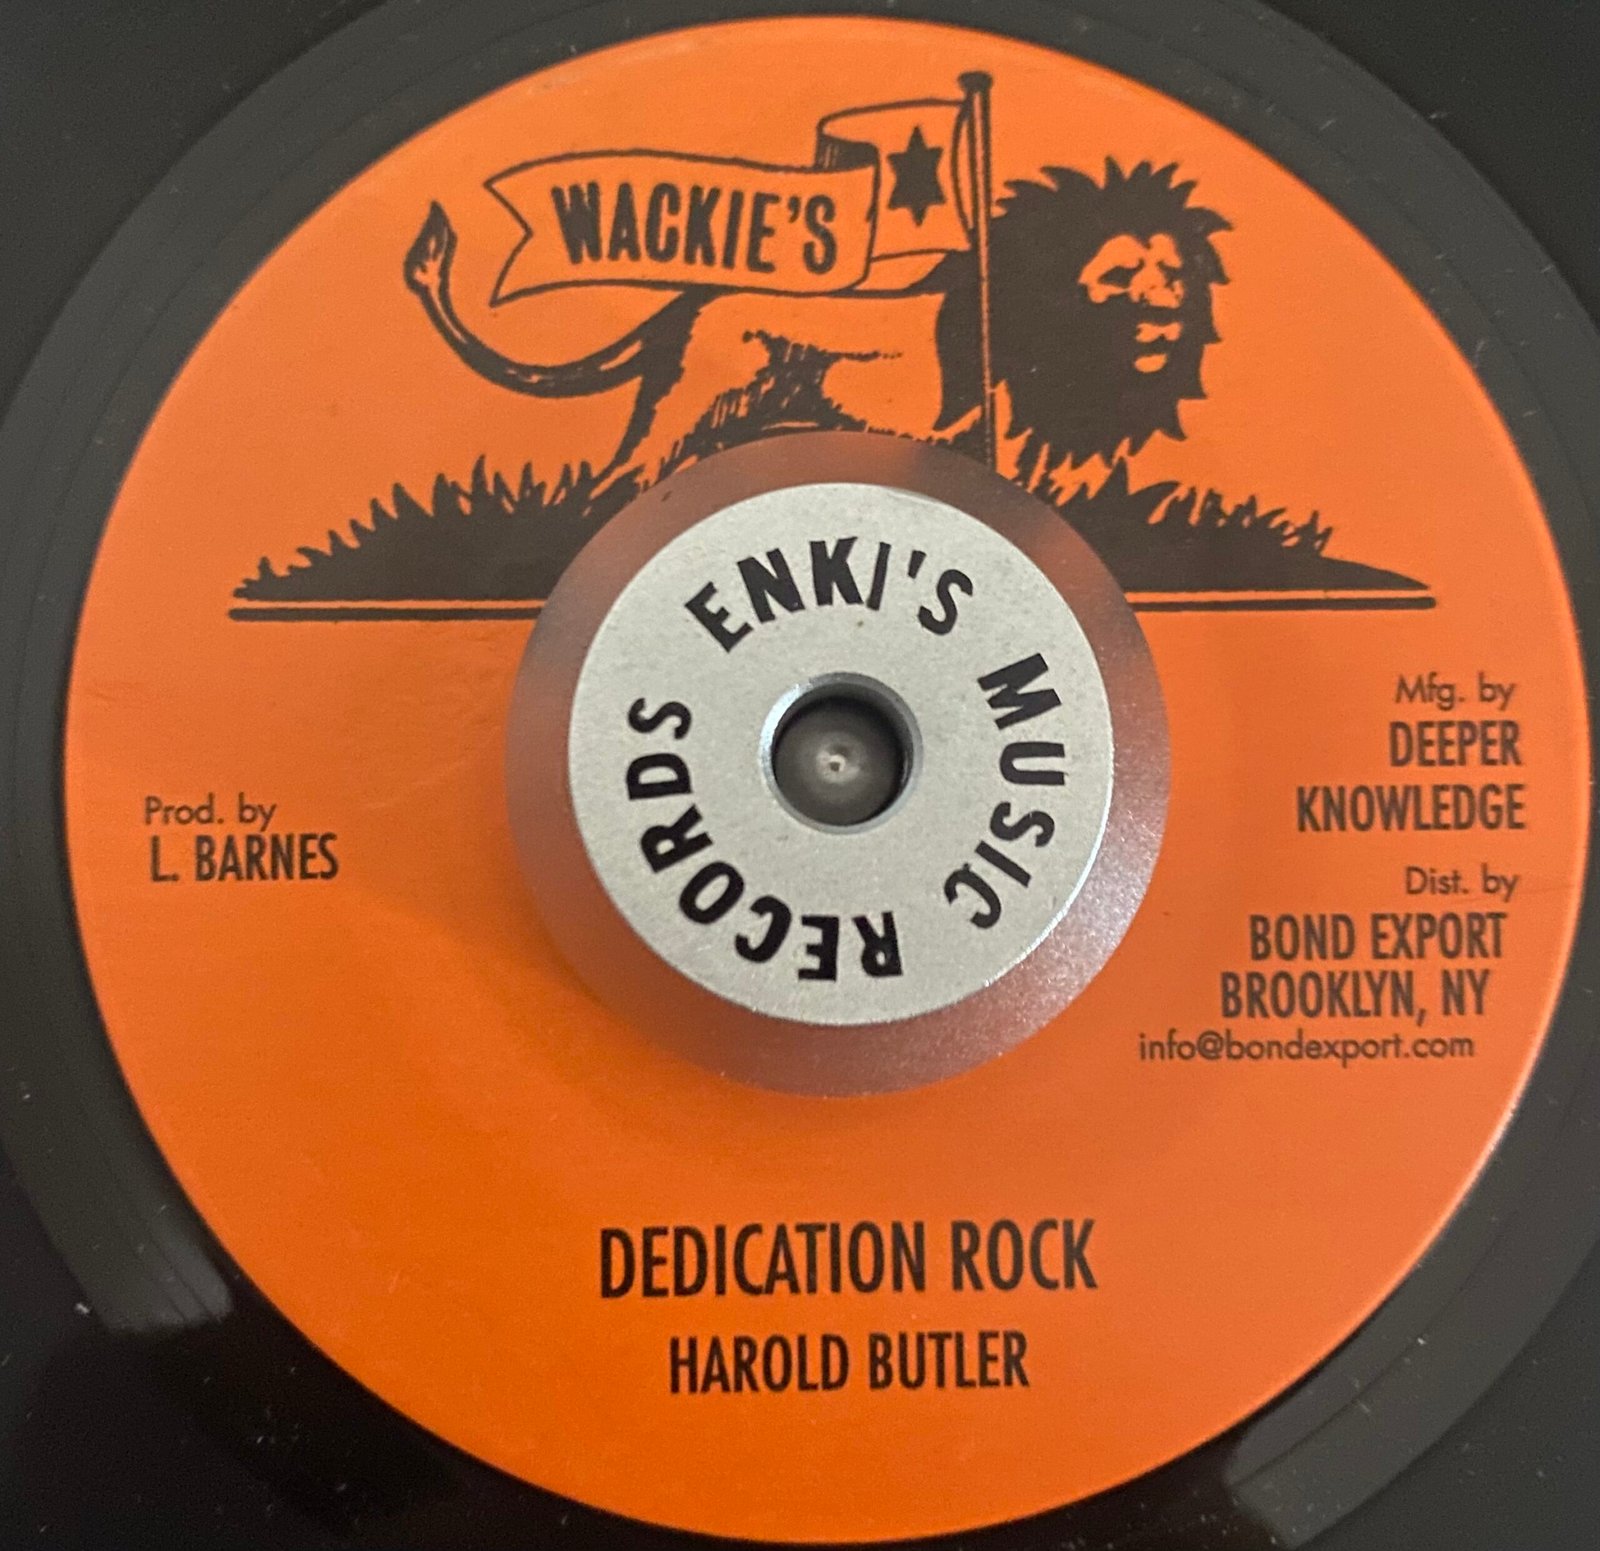 WACKIE'S
ENKI'S MUSIC RECORDS
Prod. by
L. BARNES
Mfg. by
DEEPER
KNOWLEDGE
Dist. by
BOND EXPORT
BROOKLYN, NY
info@bondexport.com
DEDICATION ROCK
HAROLD BUTLER